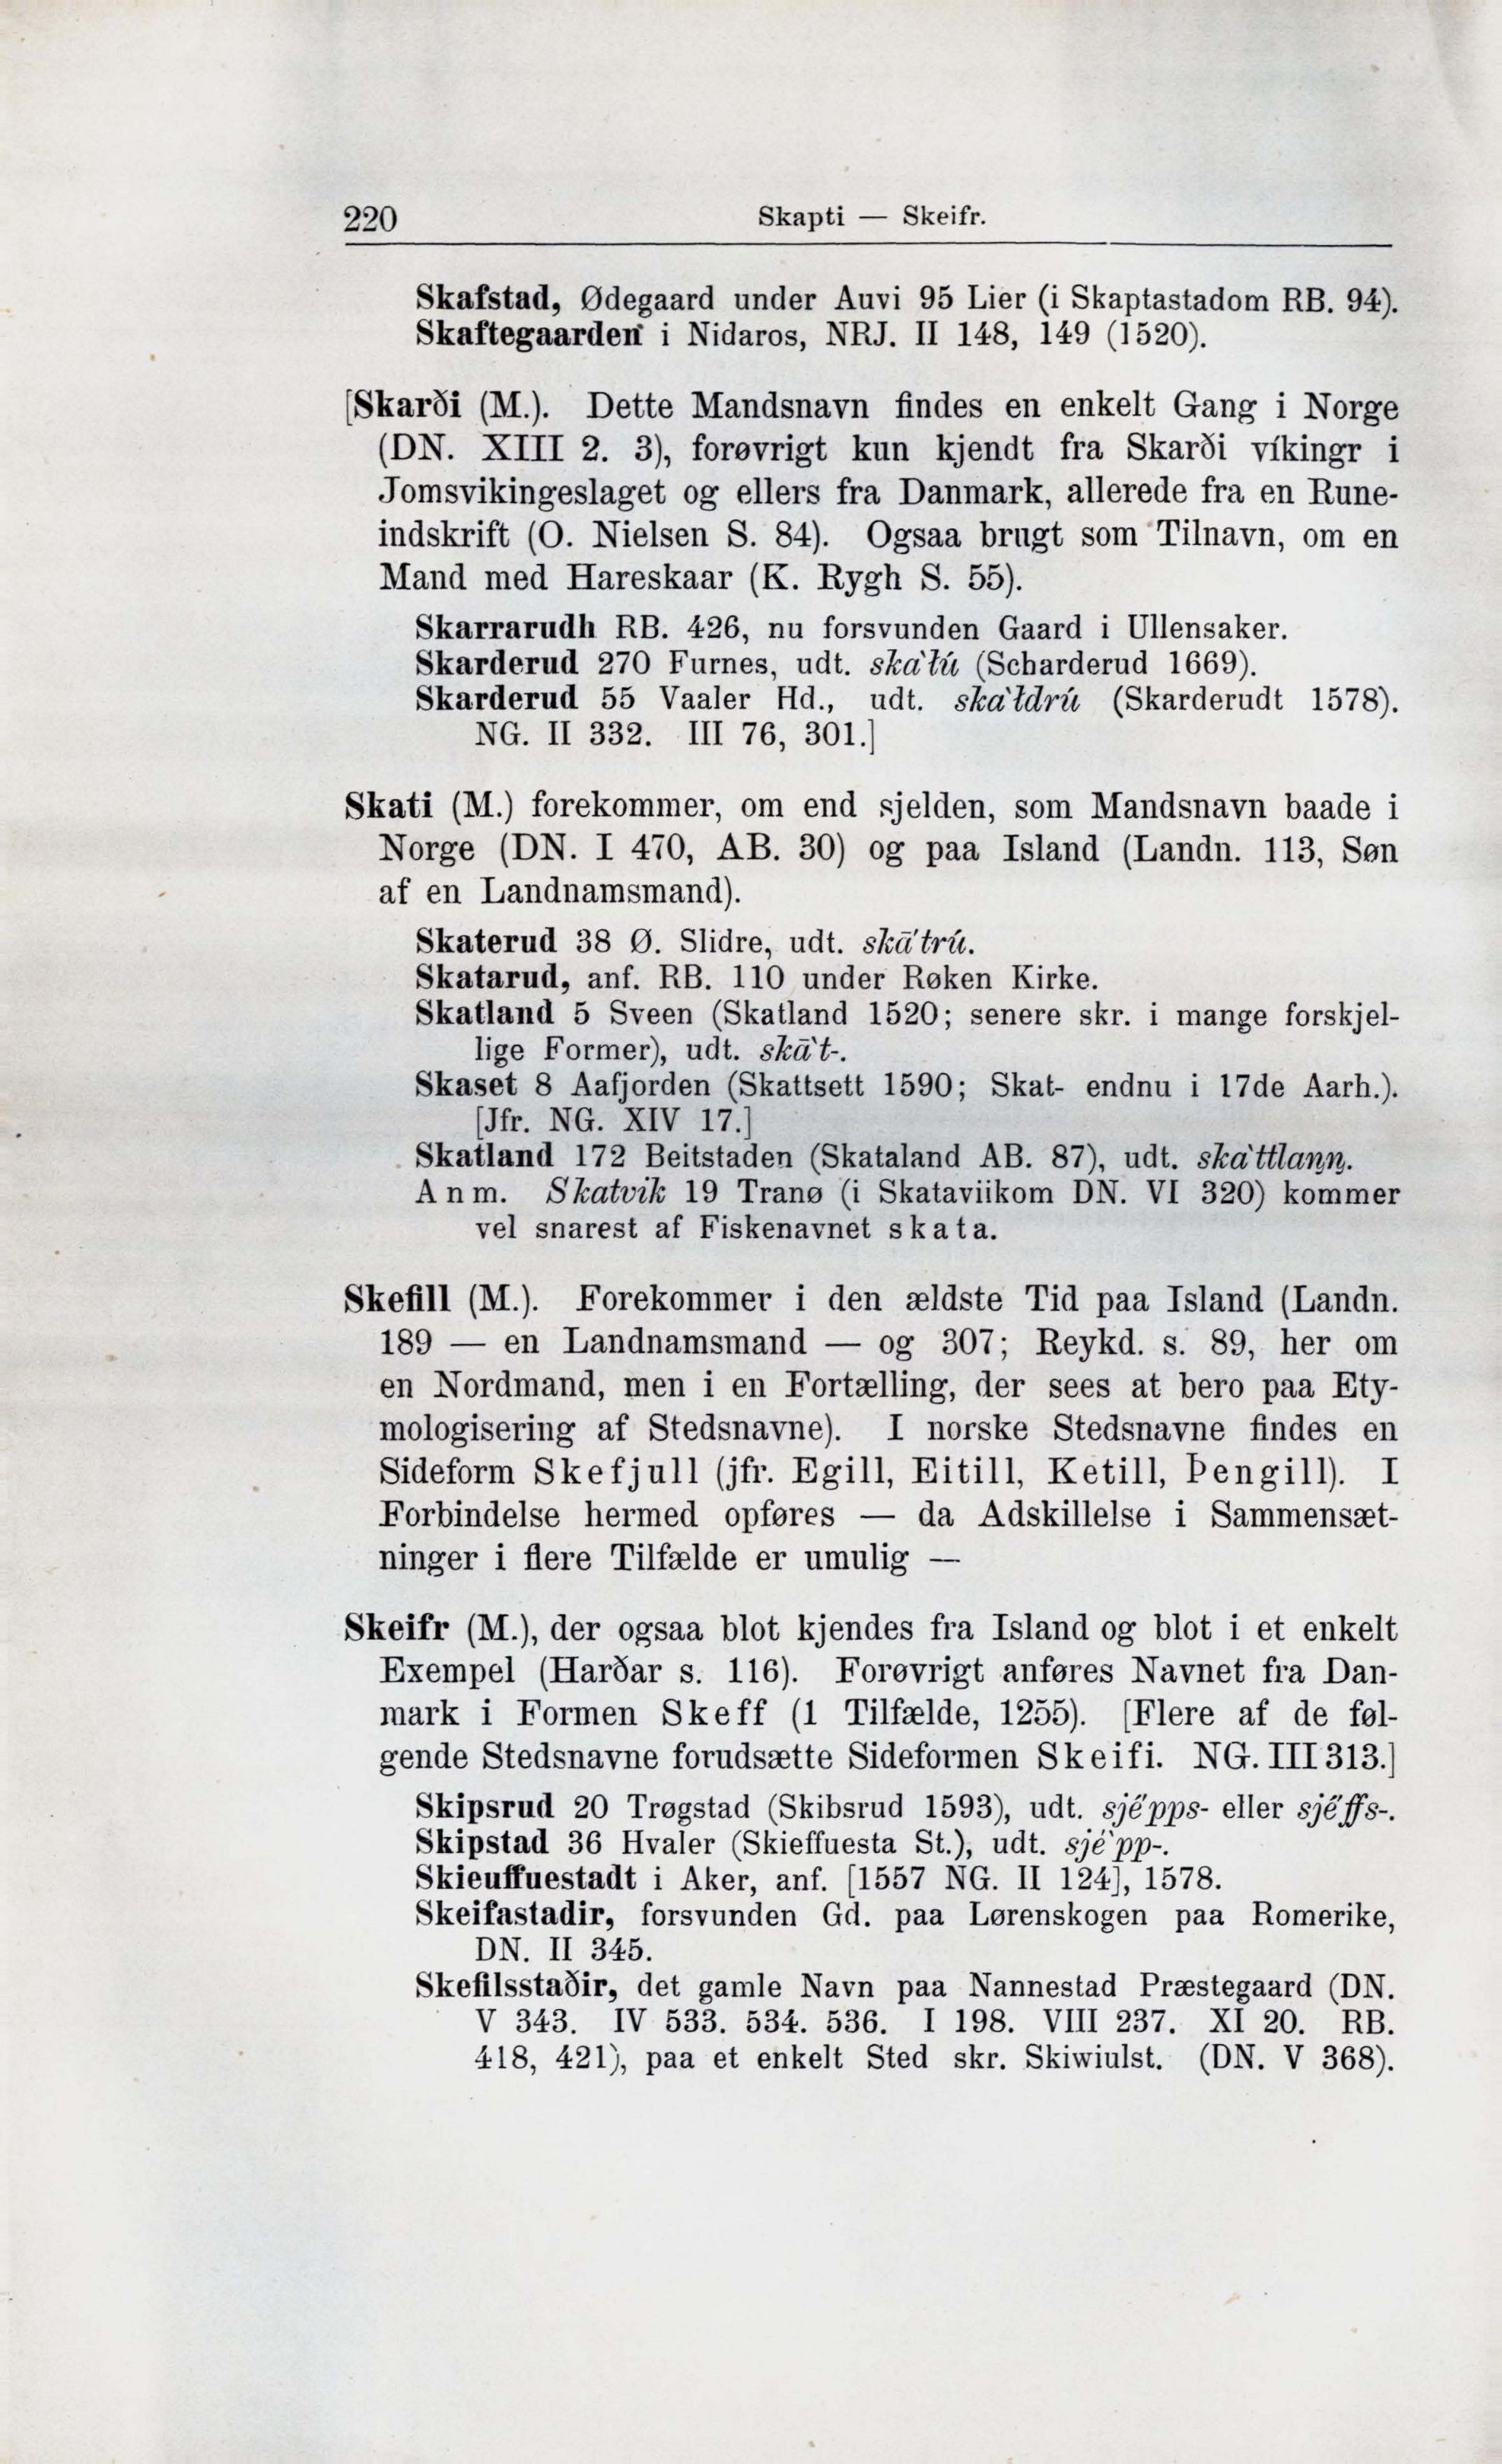 220 Skapti — Skeifr.
Skafstad, Ødegaard under Auvi 95 Lier (i Skaptastadom RB. 94).
Skaftegaarden i Nidaros, NRJ. II 148, 149 (1520).
[Skarði (M.). Dette Mandsnavn findes en enkelt Gang i Norge
(DN. XIII 2. 3), forøvrigt kun kjendt fra Skarði víkingr i
Jomsvikingeslaget og ellers fra Danmark, allerede fra en Rune-
indskrift (O. Nielsen S. 84). Ogsaa brugt som Tilnavn, om en
Mand med Hareskaar (K. Rygh S. 55).
Skarrarudh RB. 426, nu forsvunden Gaard i Ullensaker.
Skarderud 270 Furnes, udt. ska`łú (Scharderud 1669).
Skarderud 55 Vaaler Hd., udt. ska`łdrú (Skarderudt 1578).
NG. II 332. III 76, 301.]
Skati (M.) forekommer, om end sjelden, som Mandsnavn baade i
Norge (DN. I 470, AB. 30) og paa Island (Landn. 113, Søn
af en Landnamsmand).
Skaterud 38 Ø. Slidre, udt. skā`trú.
Skatarud, anf. RB. 110 under Røken Kirke.
Skatland 5 Sveen (Skatland 1520; senere skr. i mange forskjel-
lige Former), udt. skā`t-.
Skaset 8 Aafjorden (Skattsett 1590; Skat- endnu i 17de Aarh.).
[Jfr. NG. XIV 17.]
Skatland 172 Beitstaden (Skataland AB. 87), udt. ska`ttlaṇṇ.
Anm. Skatvik 19 Tranø (i Skataviikom DN. VI 320) kommer
vel snarest af Fiskenavnet skata.
Skefill (M.). Forekommer i den ældste Tid paa Island (Landn.
189 — en Landnamsmand — og 307; Reykd. s. 89, her om
en Nordmand, men i en Fortælling, der sees at bero paa Ety-
mologisering af Stedsnavne). I norske Stedsnavne findes en
Sideform Skefjull (jfr. Egill, Eitill, Ketill, Þengill). I
Forbindelse hermed opføres — da Adskillelse i Sammensæt-
ninger i flere Tilfælde er umulig —
Skeifr (M.), der ogsaa blot kjendes fra Island og blot i et enkelt
Exempel (Harðar s. 116). Forøvrigt anføres Navnet fra Dan-
mark i Formen Skeff (1 Tilfælde, 1255). [Flere af de føl-
gende Stedsnavne forudsætte Sideformen Skeifi. NG. III 313.]
Skipsrud 20 Trøgstad (Skibsrud 1593), udt. sjé`pps- eller sjé`ffs-.
Skipstad 36 Hvaler (Skieffuesta St.), udt. sjé`pp-.
Skieuffuestadt i Aker, anf. [1557 NG. II 124], 1578.
Skeifastadir, forsvunden Gd. paa Lørenskogen paa Romerike,
DN. II 345.
Skefilsstaðir, det gamle Navn paa Nannestad Præstegaard (DN.
V 343. IV 533. 534. 536. I 198. VIII 237. XI 20. RB.
418, 421), paa et enkelt Sted skr. Skiwiulst. (DN. V 368).